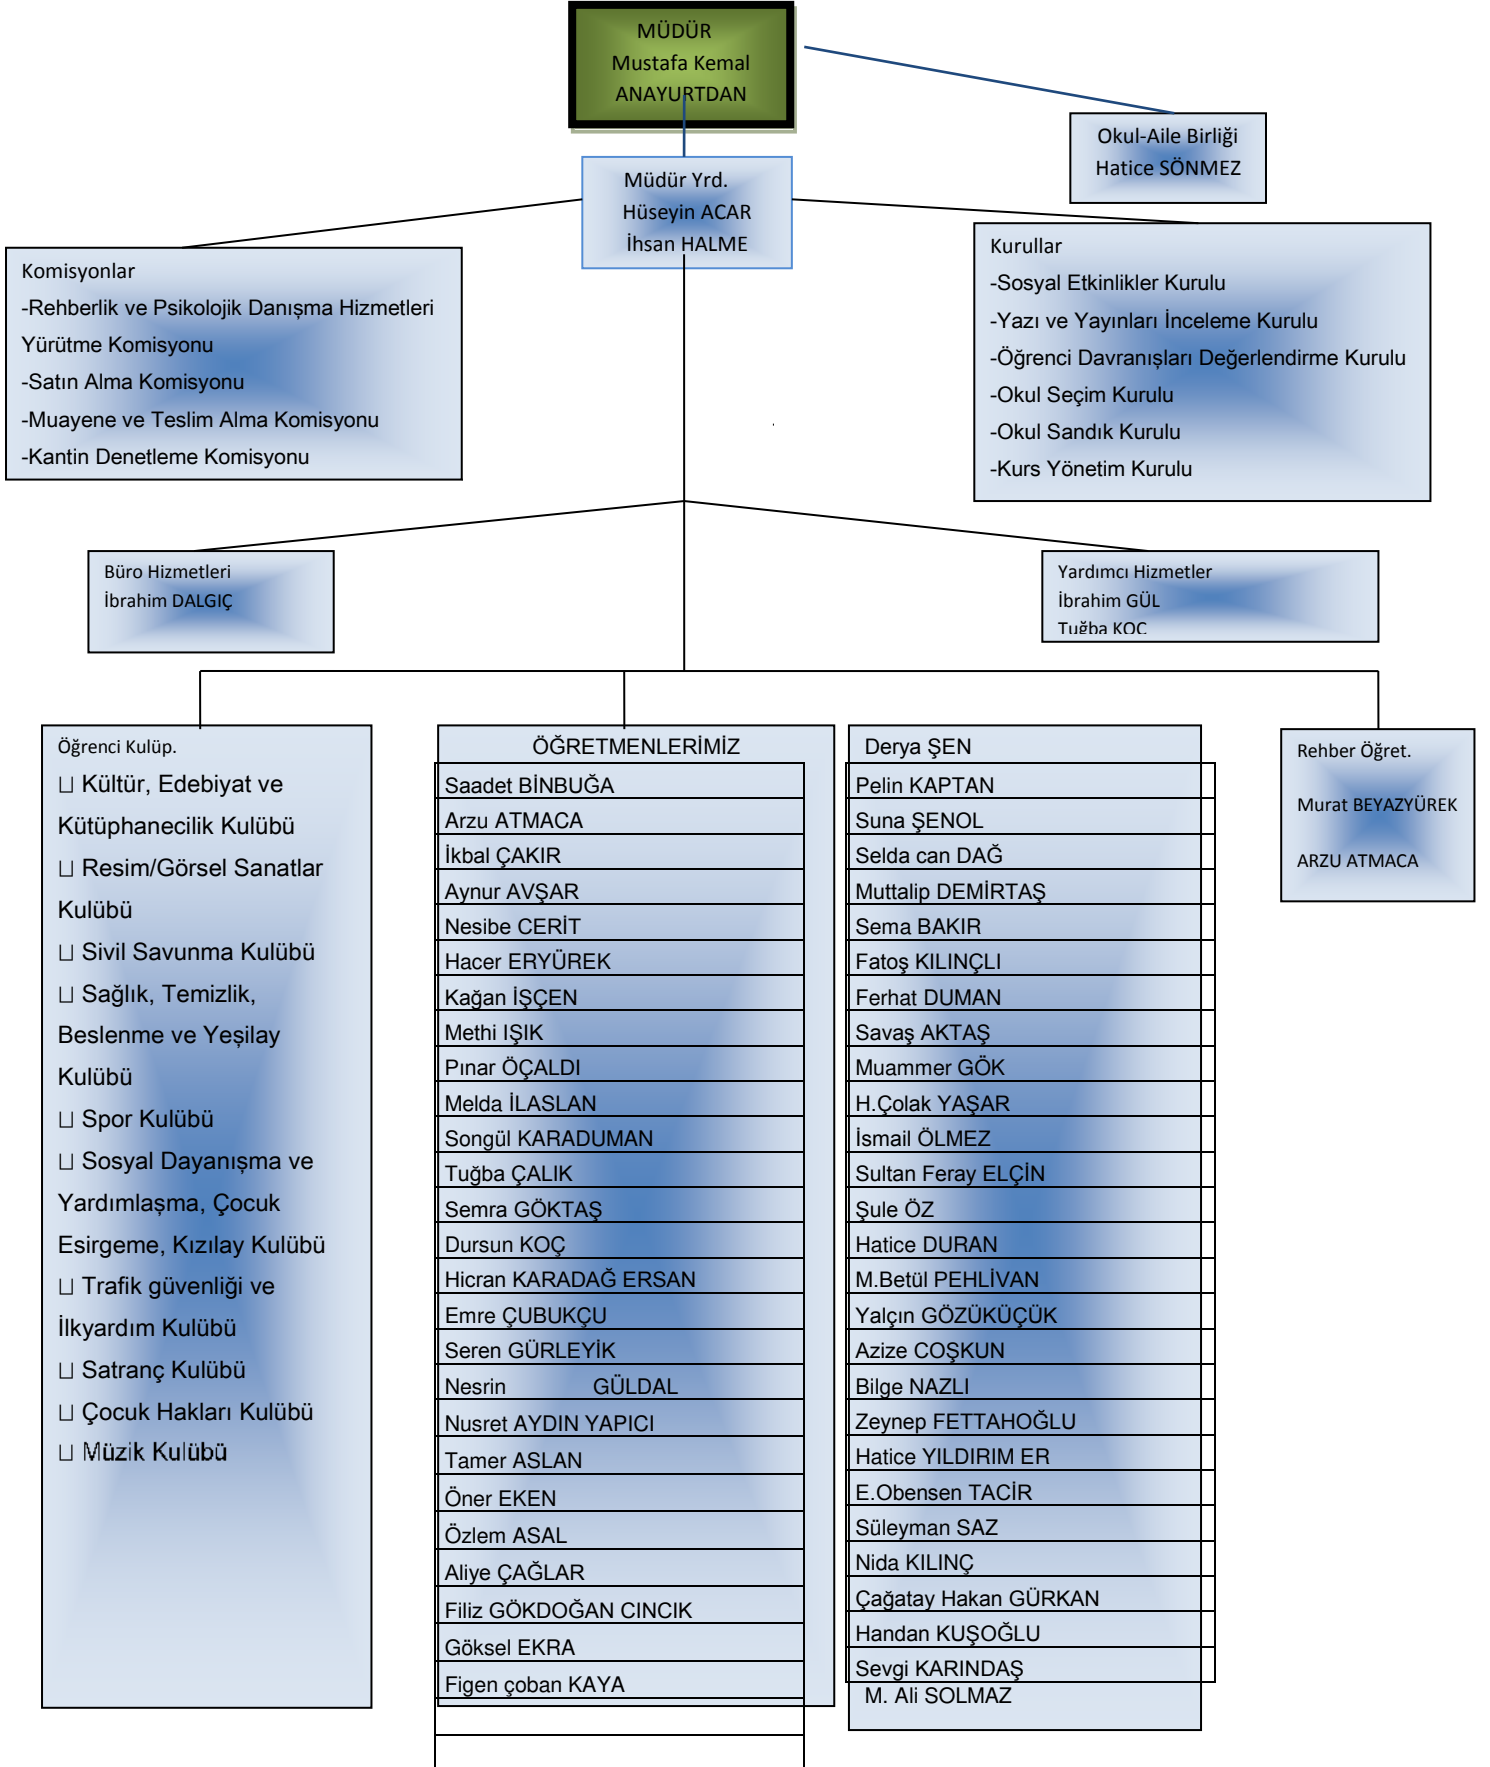 MÜDÜR
Mustafa Kemal
ANAYURTDAN
Okul-Aile Birliği
Hatice SÖNMEZ
Müdür Yrd.
Hüseyin ACAR
İhsan HALME
Komisyonlar
-Rehberlik ve Psikolojik Danışma Hizmetleri
Yürütme Komisyonu
-Satın Alma Komisyonu
-Muayene ve Teslim Alma Komisyonu
-Kantin Denetleme Komisyonu
Kurullar
-Sosyal Etkinlikler Kurulu
-Yazı ve Yayınları İnceleme Kurulu
-Öğrenci Davranışları Değerlendirme Kurulu
-Okul Seçim Kurulu
-Okul Sandık Kurulu
-Kurs Yönetim Kurulu
Büro Hizmetleri
İbrahim DALGIÇ
Yardımcı Hizmetler
İbrahim GÜL
Tuğba KOC
Öğrenci Kulüp.
Kültür, Edebiyat ve
Kütüphanecilik Kulübü
Resim/Görsel Sanatlar
Kulübü
Sivil Savunma Kulübü
Sağlık, Temizlik,
Beslenme ve Yeşilay
Kulübü
Spor Kulübü
Sosyal Dayanışma ve
Yardımlaşma, Çocuk
Esirgeme, Kızılay Kulübü
Trafik güvenliği ve
İlkyardım Kulübü
Satranç Kulübü
Çocuk Hakları Kulübü
Müzik Kulübü
ÖĞRETMENLERİMİZ
Saadet BİNBUĞA
Arzu ATMACA
İkbal ÇAKIR
Aynur AVŞAR
Nesibe CERİT
Hacer ERYÜREK
Kağan İŞÇEN
Methi IŞIK
Pınar ÖÇALDI
Melda İLASLAN
Songül KARADUMAN
Tuğba ÇALIK
Semra GÖKTAŞ
Dursun KOÇ
Hicran KARADAĞ ERSAN
Emre ÇUBUKÇU
Seren GÜRLEYİK
Nesrin GÜLDAL
Nusret AYDIN YAPICI
Tamer ASLAN
Öner EKEN
Özlem ASAL
Aliye ÇAĞLAR
Filiz GÖKDOĞAN CINCIK
Göksel EKRA
Figen çoban KAYA
Derya ŞEN
Pelin KAPTAN
Suna ŞENOL
Selda can DAĞ
Muttalip DEMİRTAŞ
Sema BAKIR
Fatoş KILINÇLI
Ferhat DUMAN
Savaş AKTAŞ
Muammer GÖK
H.Çolak YAŞAR
İsmail ÖLMEZ
Sultan Feray ELÇİN
Şule ÖZ
Hatice DURAN
M.Betül PEHLİVAN
Yalçın GÖZÜKÜÇÜK
Azize COŞKUN
Bilge NAZLI
Zeynep FETTAHOĞLU
Hatice YILDIRIM ER
E.Obensen TACİR
Süleyman SAZ
Nida KILINÇ
Çağatay Hakan GÜRKAN
Handan KUŞOĞLU
Sevgi KARINDAŞ
M. Ali SOLMAZ
Rehber Öğret.
Murat BEYAZYÜREK
ARZU ATMACA